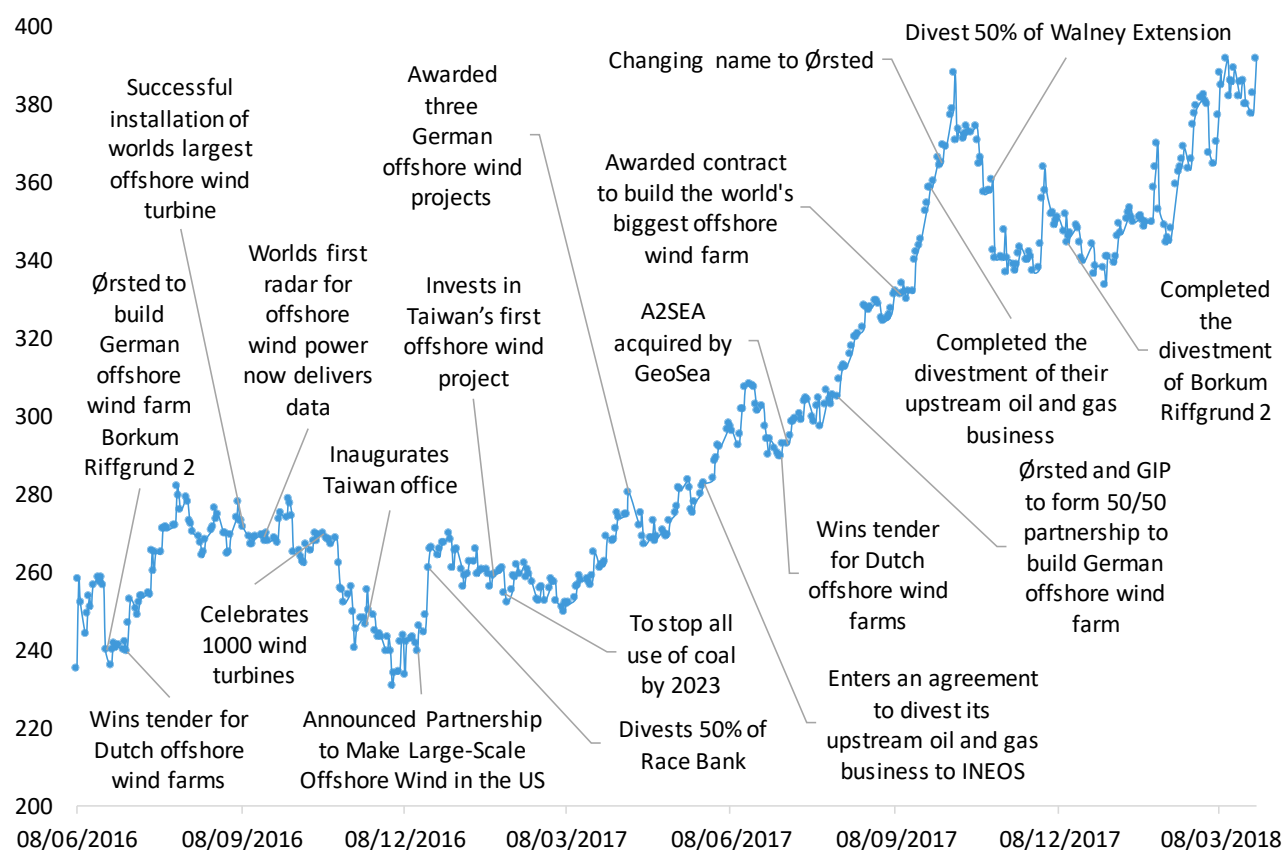 400
380
360
340
320
300
280
260
240
220
200
08/06/2016
08/09/2016
08/12/2016
08/03/2017
08/06/2017
08/09/2017
08/12/2017
08/03/2018
Ørsted to
build
German
offshore
wind farm
Borkum
Riffgrund 2
Wins tender for
Dutch offshore
wind farms
Successful
installation of
worlds largest
offshore wind
turbine
Worlds first
radar for
offshore
wind power
now delivers
data
Celebrates
1000 wind
turbines
Inaugurates
Taiwan office
Announced Partnership
to Make Large-Scale
Offshore Wind in the US
Divests 50% of
Race Bank
Invests in
Taiwan’s first
offshore wind
project
To stop all
use of coal
by 2023
Awarded
three
German
offshore wind
projects
Enters an agreement
to divest its
upstream oil and gas
business to INEOS
A2SEA
acquired by
GeoSea
Wins tender
for Dutch
offshore wind
farms
Ørsted and GIP
to form 50/50
partnership to
build German
offshore wind
farm
Awarded contract
to build the world's
biggest offshore
wind farm
Completed the
divestment of their
upstream oil and gas
business
Changing name to Ørsted
Divest 50% of Walney Extension
Completed
the
divestment
of Borkum
Riffgrund 2